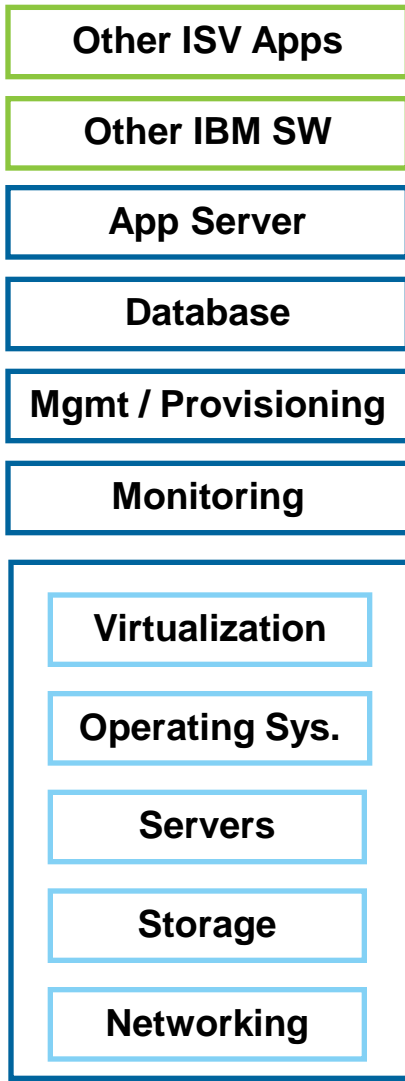 Other ISV Apps
Other IBM SW
App Server
Database
Mgmt / Provisioning
Monitoring
Virtualization
Operating Sys.
Servers
Storage
Networking